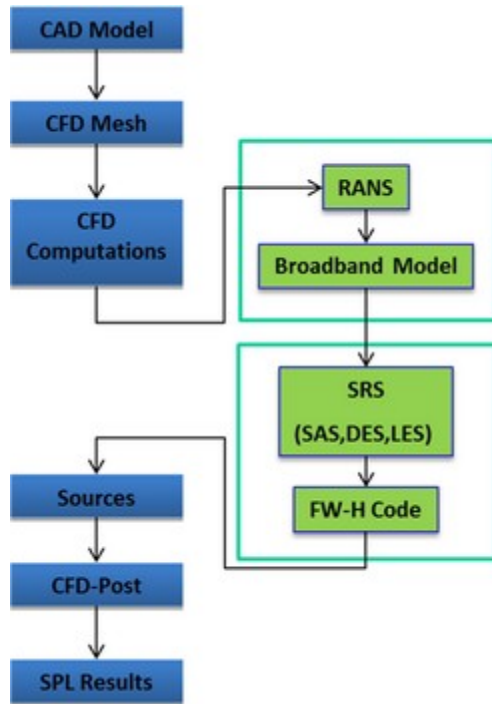 CAD Model
CFD Mesh
CFD
Computations
RANS
Broadband Model
SRS
(SAS,DES,LES)
FW-H Code
Sources
CFD-Post
SPL Results